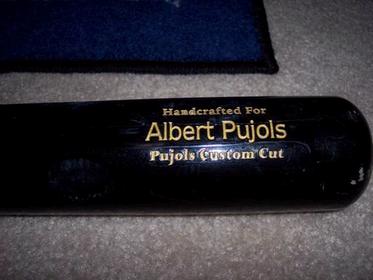 Handcrafted For
Albert Pujols
Pujols Custom Cut